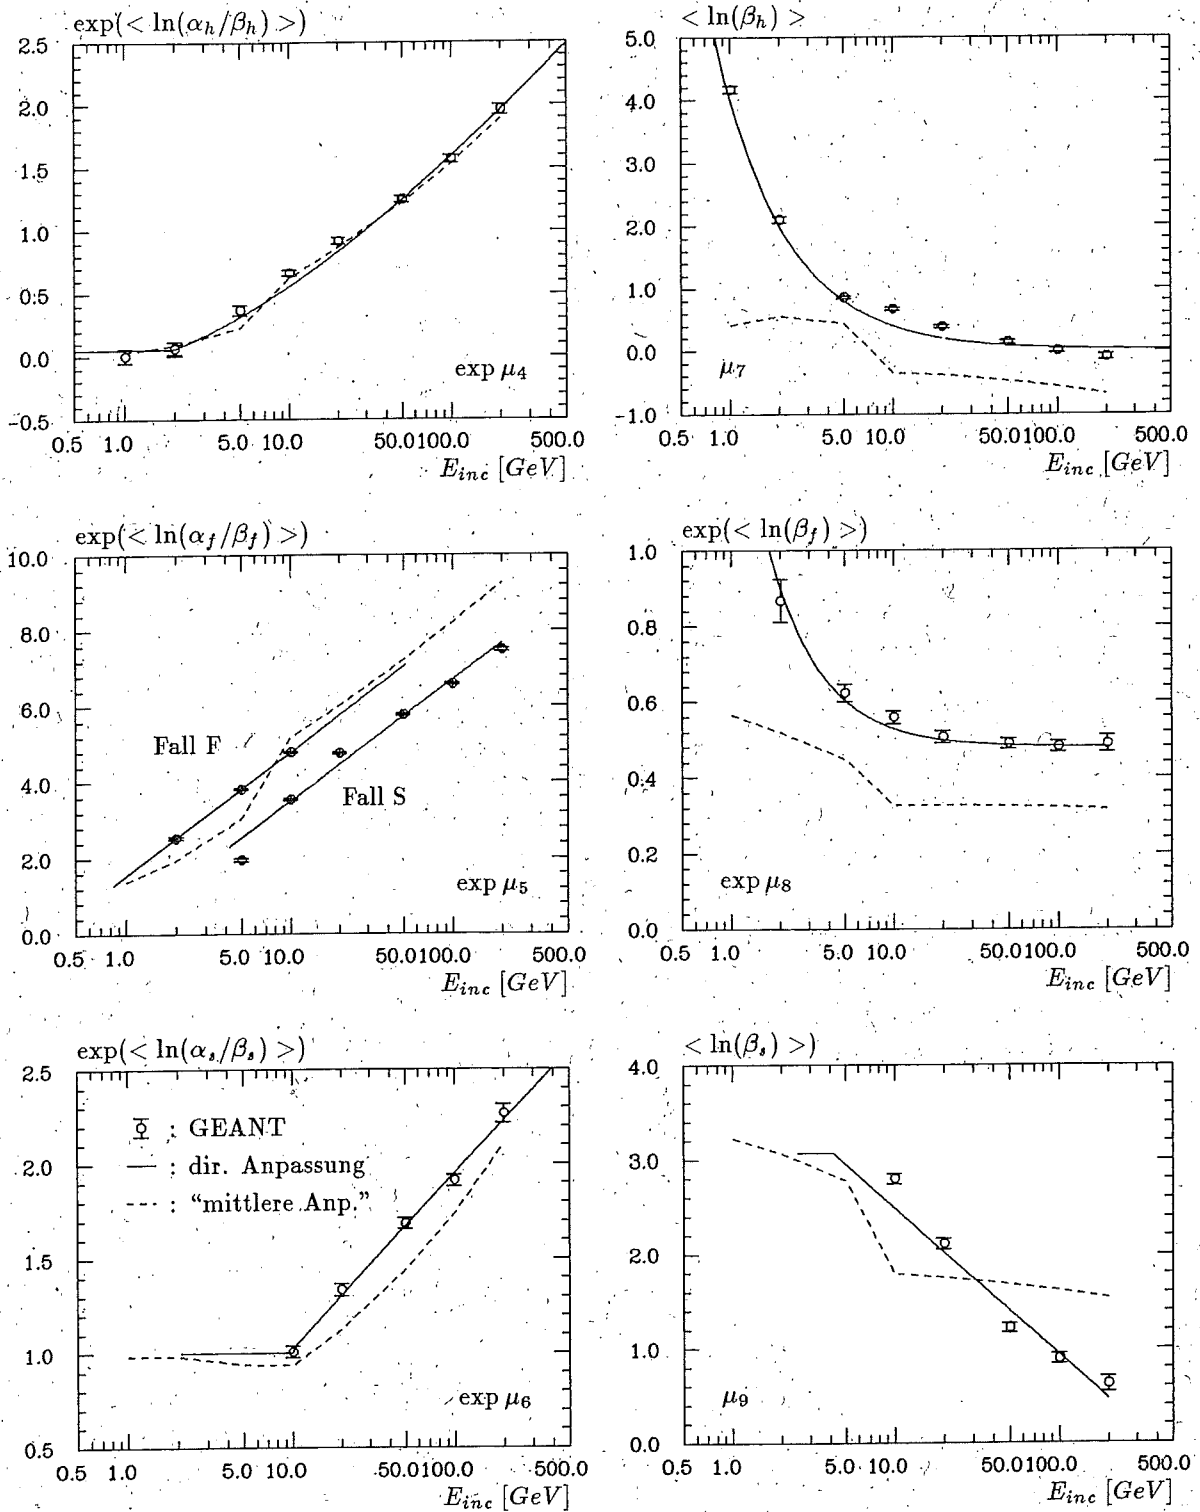 exp(< ln(α_h/β_h) >)
2.5
2.0
1.5
1.0
0.5
0.0
−0.5
exp μ₄
0.5 1.0 5.0 10.0 50.0100.0 500.0
E_inc [GeV]
< ln(β_h) >
5.0
4.0
3.0
2.0
1.0
0.0
−1.0
μ₇
0.5 1.0 5.0 10.0 50.0100.0 500.0
E_inc [GeV]
exp(< ln(α_f/β_f) >)
10.0
8.0
6.0
4.0
2.0
0.0
Fall F
Fall S
exp μ₅
0.5 1.0 5.0 10.0 50.0100.0 500.0
E_inc [GeV]
exp(< ln(β_f) >)
1.0
0.8
0.6
0.4
0.2
0.0
exp μ₈
0.5 1.0 5.0 10.0 50.0100.0 500.0
E_inc [GeV]
exp(< ln(α_s/β_s) >)
2.5
2.0
1.5
1.0
0.5
: GEANT
: dir. Anpassung
: “mittlere Anp.”
exp μ₆
0.5 1.0 5.0 10.0 50.0100.0 500.0
E_inc [GeV]
< ln(β_s) >)
4.0
3.0
2.0
1.0
0.0
μ₉
0.5 1.0 5.0 10.0 50.0100.0 500.0
E_inc [GeV]